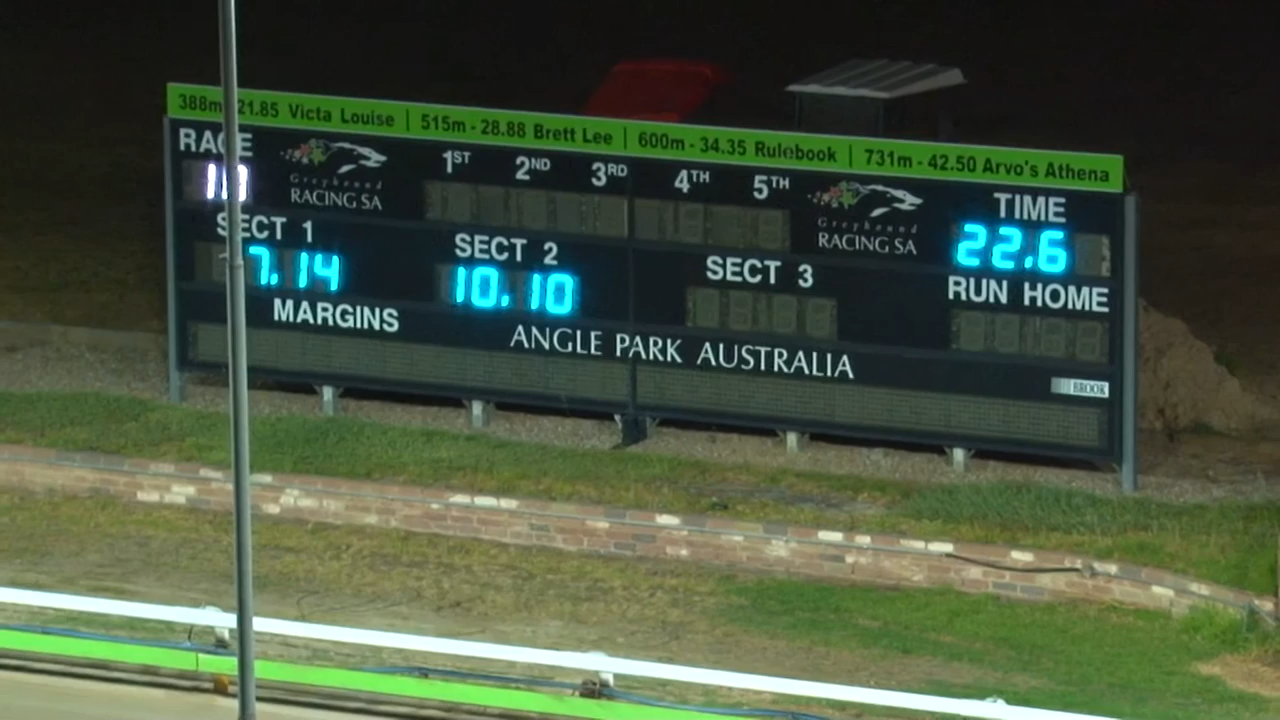 388m - 21.85 Victa Louise | 515m - 28.88 Brett Lee | 600m - 34.35 Rulebook | 731m - 42.50 Arvo's Athena
RACE
Greyhound
RACING SA
1ST 2ND 3RD 4TH 5TH
Greyhound
RACING SA
TIME
22.6
SECT 1
7.14
SECT 2
10.10
SECT 3
RUN HOME
MARGINS
ANGLE PARK AUSTRALIA
BROOK